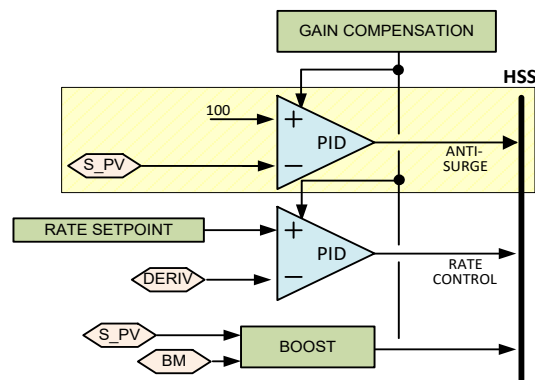 GAIN COMPENSATION
HSS
100
+
PID
S_PV
−
ANTI-
SURGE
RATE SETPOINT
+
PID
DERIV
−
RATE
CONTROL
S_PV
BOOST
BM